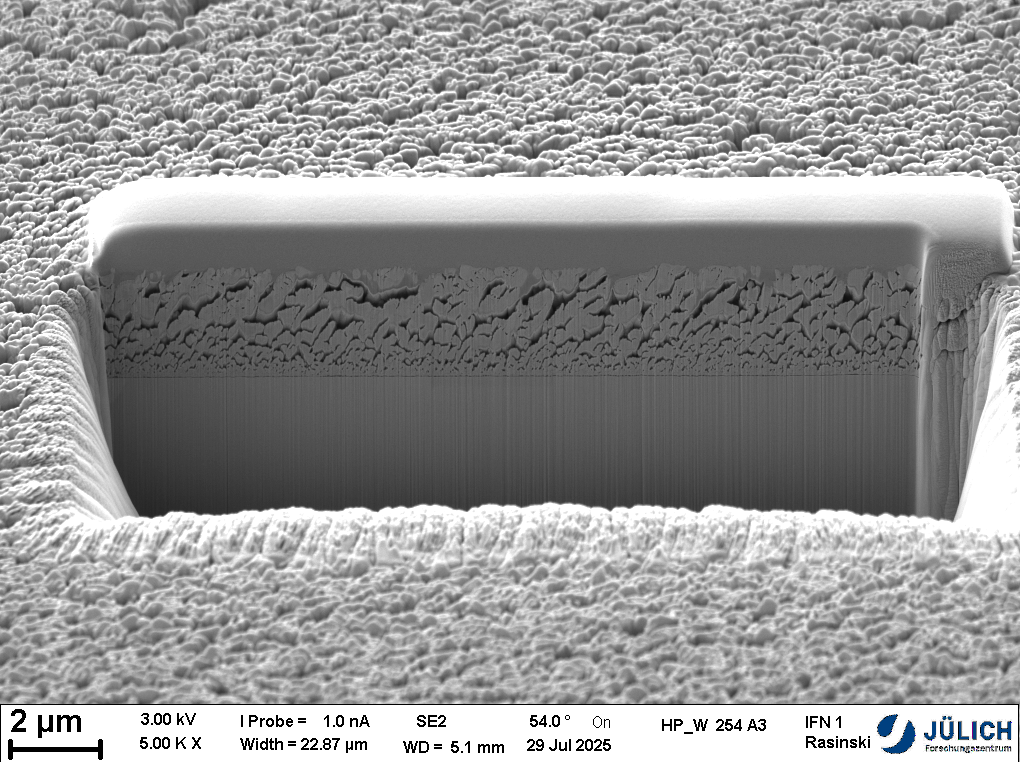 2 µm
3.00 kV
5.00 K X
I Probe = 1.0 nA
Width = 22.87 µm
SE2
WD = 5.1 mm
54.0 ° On
29 Jul 2025
HP_W 254 A3
IFN 1
Rasinski
JÜLICH
Forschungszentrum